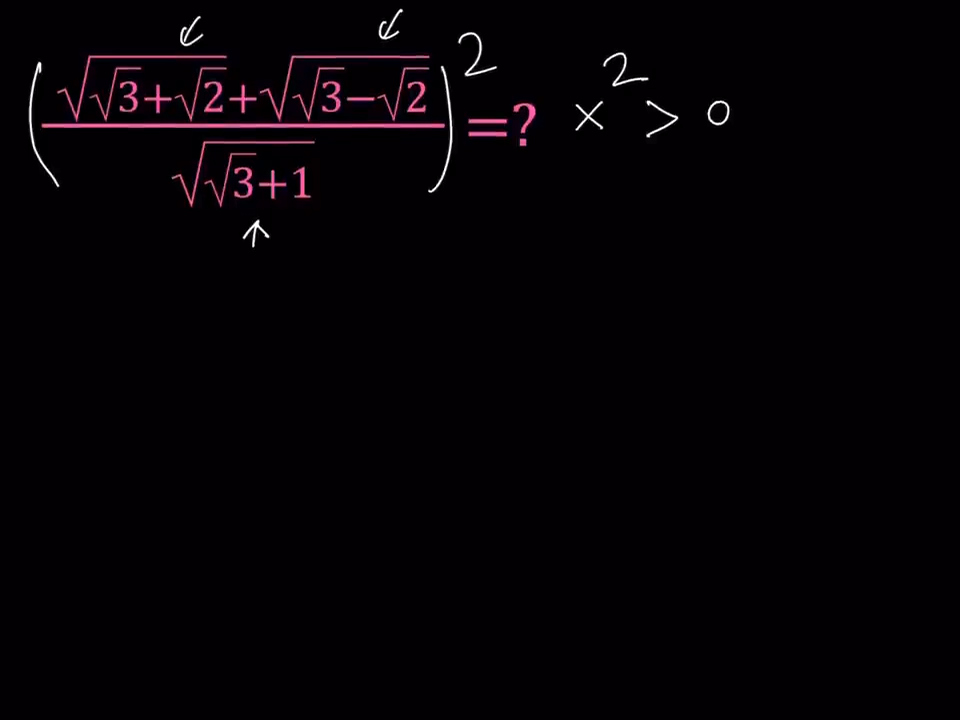 (√(√3+√2)+√(√3−√2))² / √(√3+1) =? x² > 0